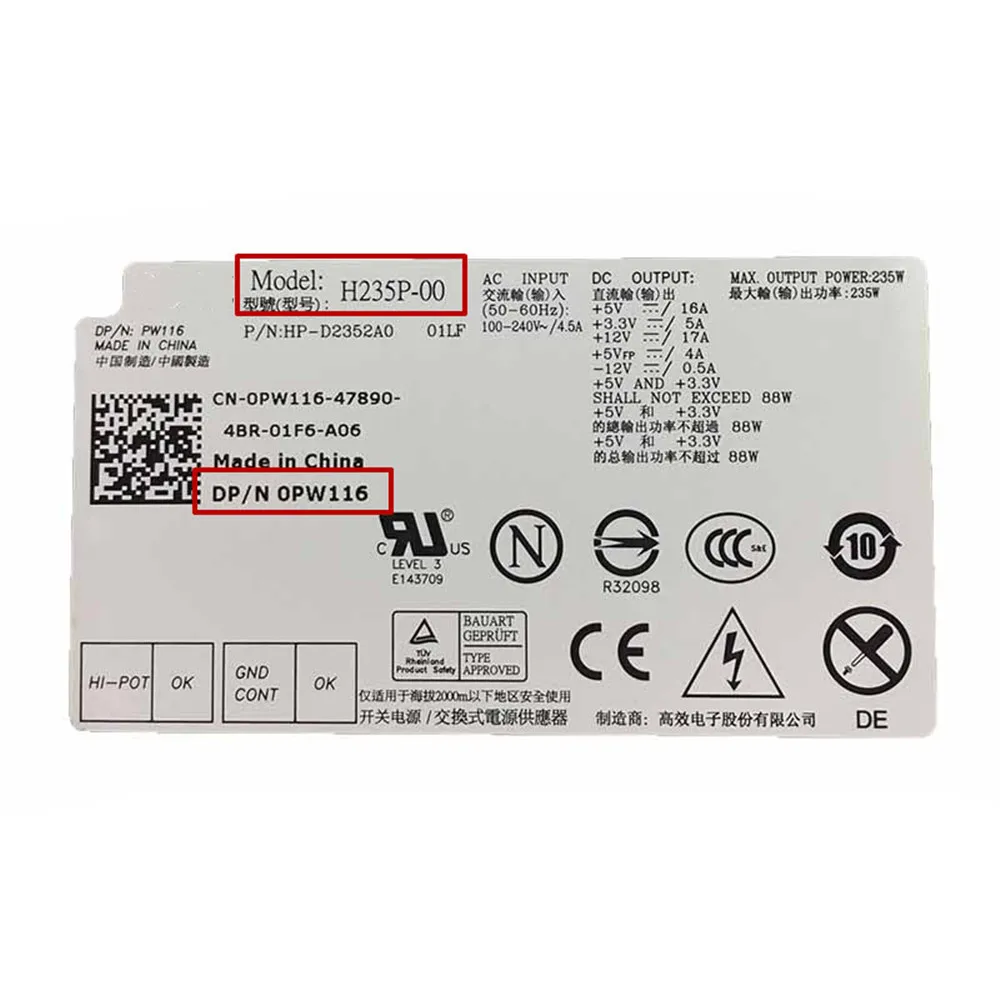 Model: H235P-00
型號(型号):
P/N:HP-D2352A0 01LF
DP/N: PW116
MADE IN CHINA
中国制造/中國製造
AC INPUT
交流輸(输)入
(50-60Hz):
100-240V~/4.5A
DC OUTPUT:
直流輸(输)出
+5V ⎓/ 16A
+3.3V ⎓/ 5A
+12V ⎓/ 17A
+5VFP ⎓/ 4A
-12V ⎓/ 0.5A
+5V AND +3.3V
SHALL NOT EXCEED 88W
+5V 和 +3.3V
的總輸出功率不超過 88W
+5V 和 +3.3V
的总输出功率不超过 88W
MAX. OUTPUT POWER:235W
最大輸(输)出功率:235W
CN-0PW116-47890-
4BR-01F6-A06
Made in China
DP/N 0PW116
C RU US ®
LEVEL 3
E143709
N
R32098
CCC S&E
10
TÜV
Rheinland
Product Safety
BAUART
GEPRÜFT
TYPE
APPROVED
CE
HI-POT OK
GND
CONT
OK
仅适用于海拔2000m以下地区安全使用
开关电源/交換式電源供應器
制造商: 高效电子股份有限公司
DE